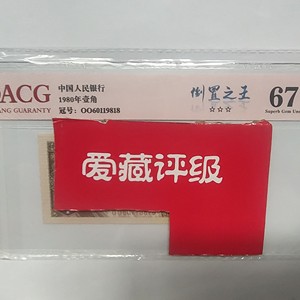 ACG
ANG GUARANTY
中国人民银行
1980年壹角
冠号：OO60119818
倒置之王
☆☆☆
67
Superb Gem Unc
爱藏评级